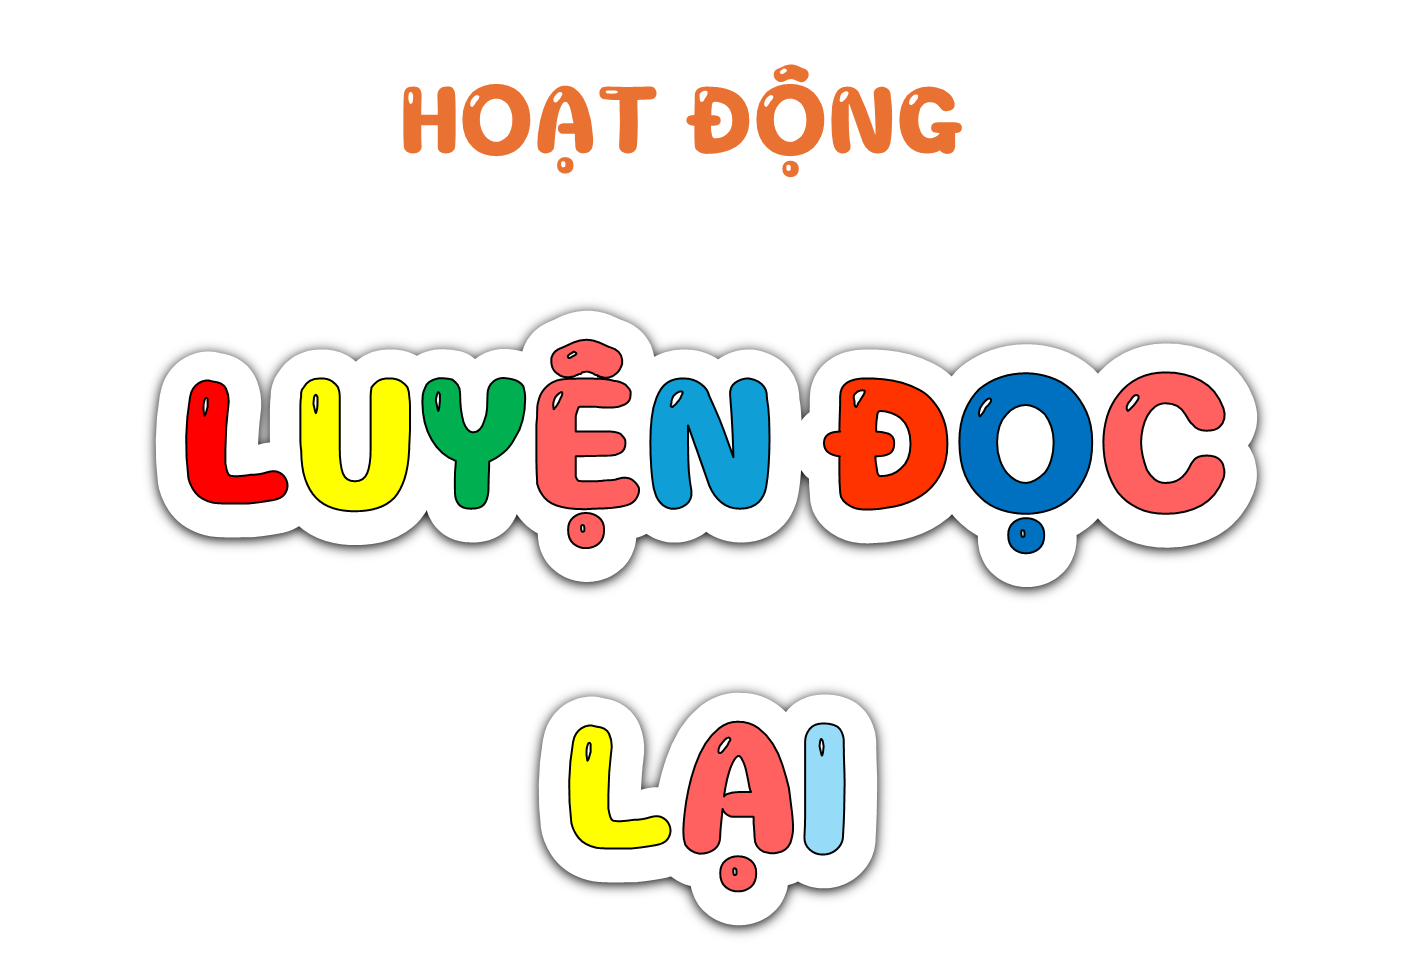 HOẠT ĐỘNG
LUYỆN ĐỌC
LẠI